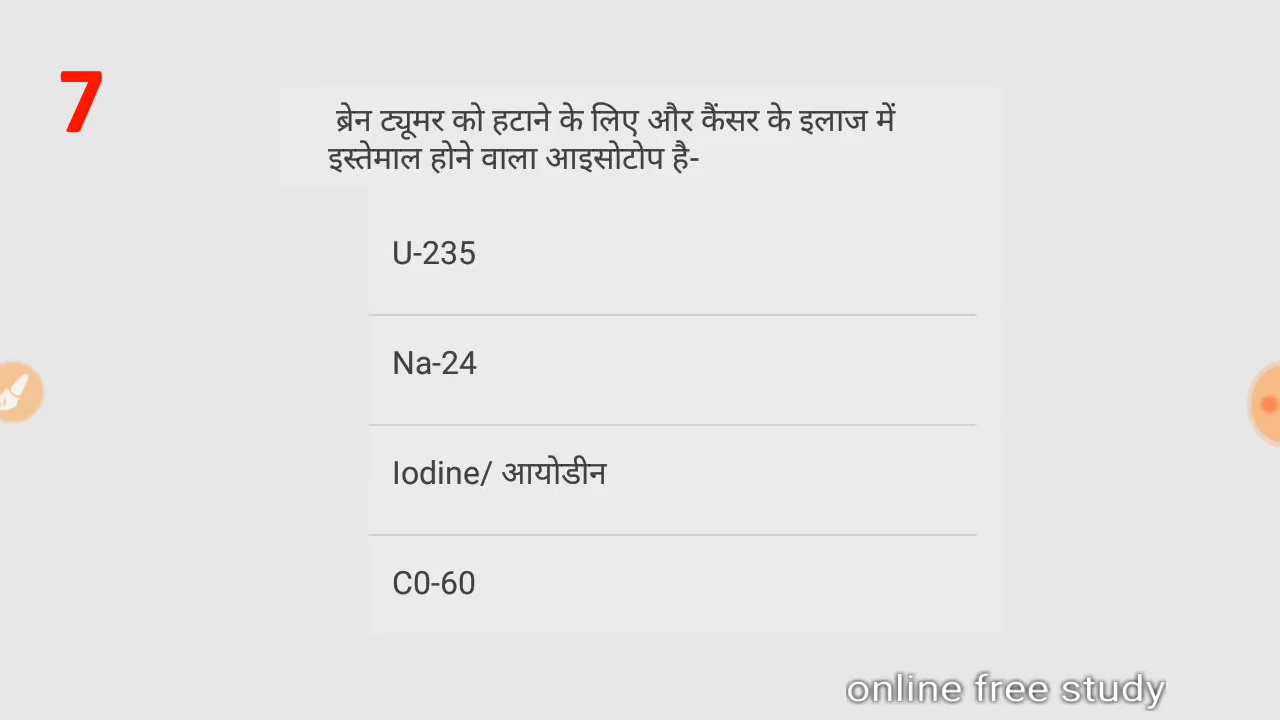 7
ब्रेन ट्यूमर को हटाने के लिए और कैंसर के इलाज में
इस्तेमाल होने वाला आइसोटोप है-
U-235
Na-24
Iodine/ आयोडीन
C0-60
online free study